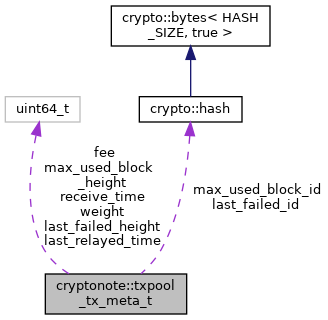 crypto::bytes< HASH
_SIZE, true >
uint64_t
crypto::hash
fee
max_used_block
_height
receive_time
weight
last_failed_height
last_relayed_time
max_used_block_id
last_failed_id
cryptonote::txpool
_tx_meta_t